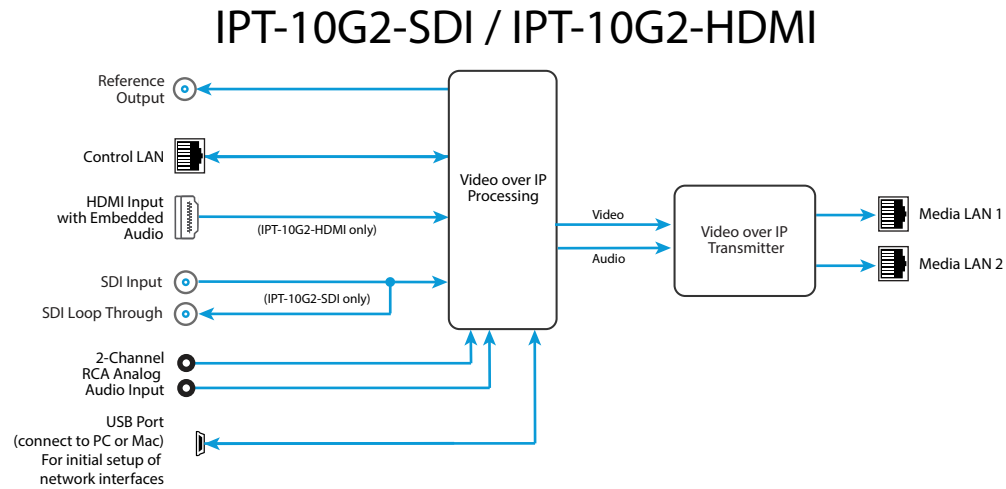 IPT-10G2-SDI / IPT-10G2-HDMI
Reference
Output
Control LAN
HDMI Input
with Embedded
Audio
(IPT-10G2-HDMI only)
SDI Input
(IPT-10G2-SDI only)
SDI Loop Through
2-Channel
RCA Analog
Audio Input
USB Port
(connect to PC or Mac)
For initial setup of
network interfaces
Video over IP
Processing
Video
Audio
Video over IP
Transmitter
Media LAN 1
Media LAN 2